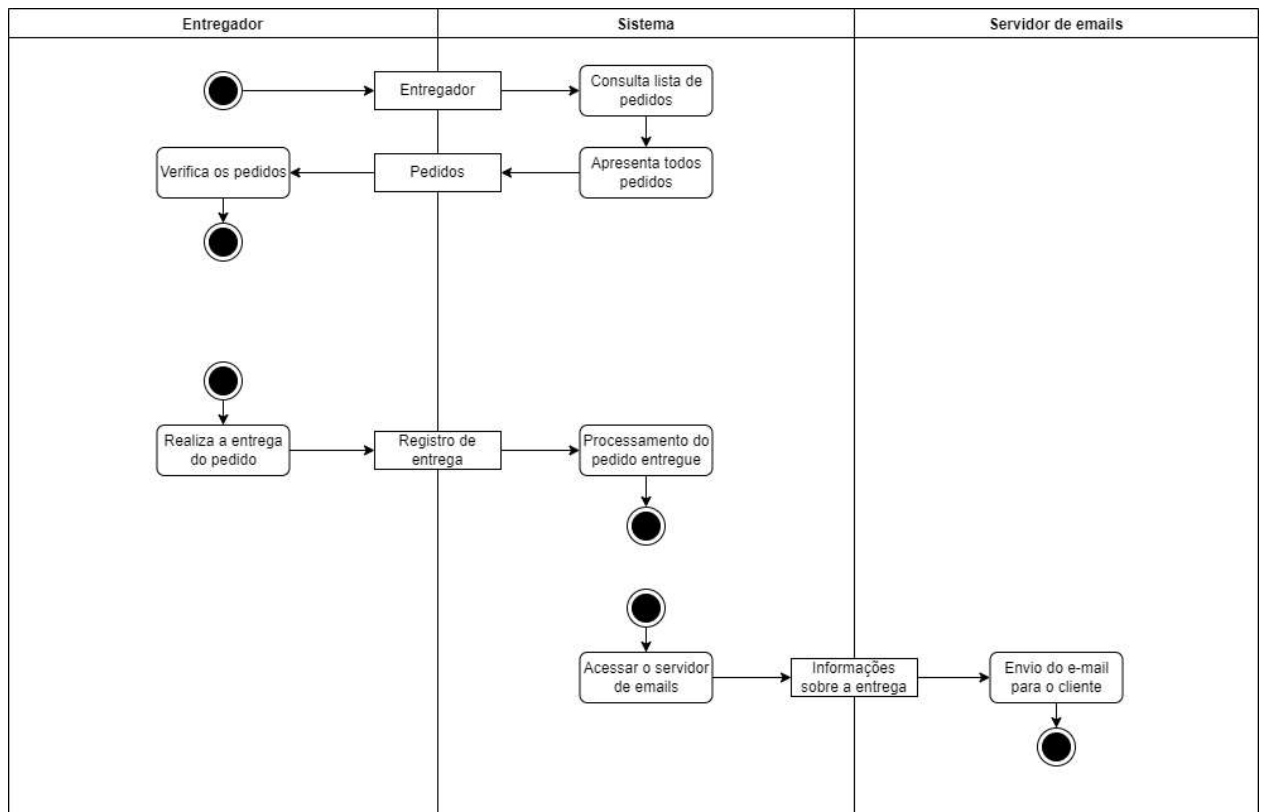 Entregador
Sistema
Servidor de emails
Entregador
Consulta lista de
pedidos
Verifica os pedidos
Pedidos
Apresenta todos
pedidos
Realiza a entrega
do pedido
Registro de
entrega
Processamento do
pedido entregue
Acessar o servidor
de emails
Informações
sobre a entrega
Envio do e-mail
para o cliente